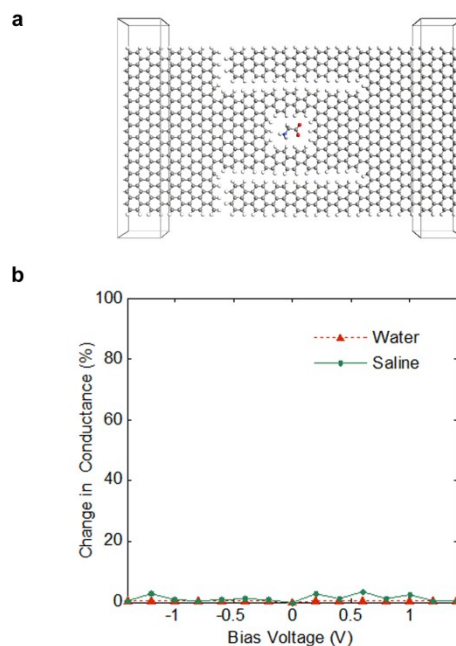 a
b
100
80
60
40
20
0
Change in Conductance (%)
Water
Saline
-1
-0.5
0
0.5
1
Bias Voltage (V)